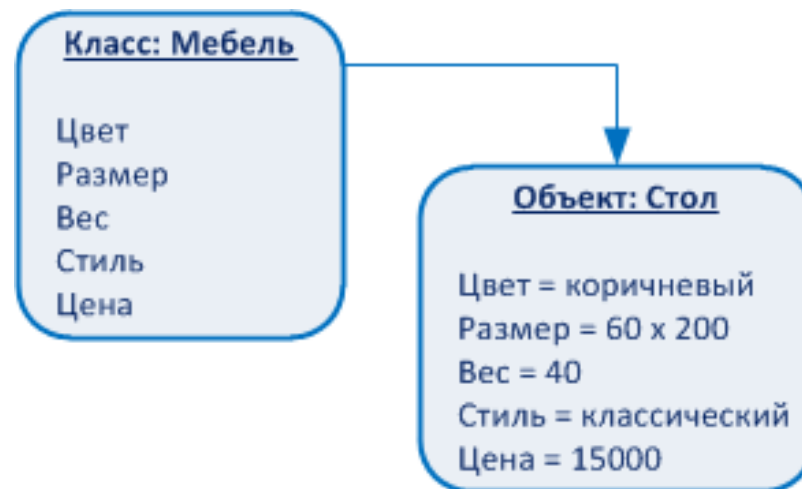 Класс: Мебель
Цвет
Размер
Вес
Стиль
Цена
Объект: Стол
Цвет = коричневый
Размер = 60 x 200
Вес = 40
Стиль = классический
Цена = 15000